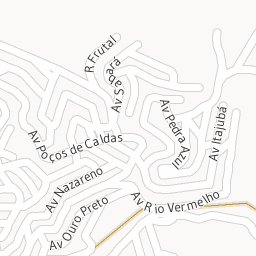 R Frutal
Av Sabará
Av Pedra Azul
Av Itajubá
Av Poços de Caldas
Av Nazareno
Av Rio Vermelho
Av Ouro Preto